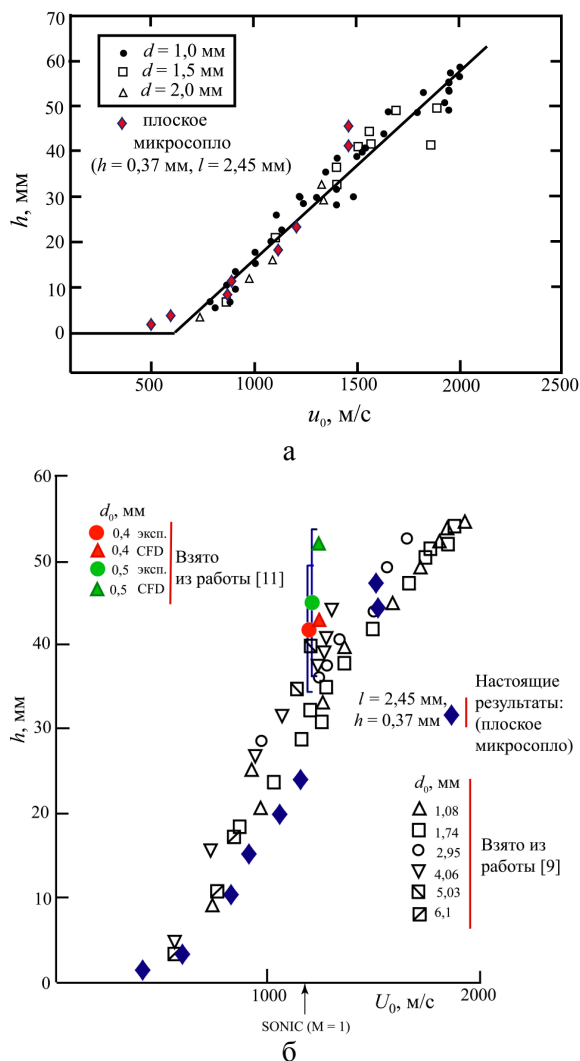 70
60
50
40
30
20
10
0
h, мм
d = 1,0 мм
d = 1,5 мм
d = 2,0 мм
плоское
микросопло
(h = 0,37 мм, l = 2,45 мм)
500 1000 1500 2000 2500
u₀, м/с
а
60
50
40
30
20
10
0
h, мм
d₀, мм
0,4 эксп.
0,4 CFD
0,5 эксп.
0,5 CFD
Взято
из работы [11]
l = 2,45 мм,
h = 0,37 мм
Настоящие
результаты:
(плоское
микросопло)
d₀, мм
1,08
1,74
2,95
4,06
5,03
6,1
Взято из
работы [9]
1000 U₀, м/с 2000
SONIC (M = 1)
б